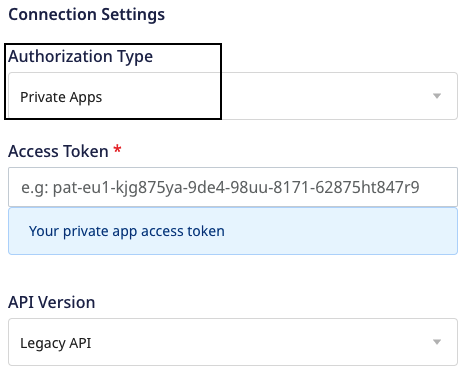 Connection Settings
Authorization Type
Private Apps
Access Token *
e.g: pat-eu1-kjg875ya-9de4-98uu-8171-62875ht847r9
Your private app access token
API Version
Legacy API